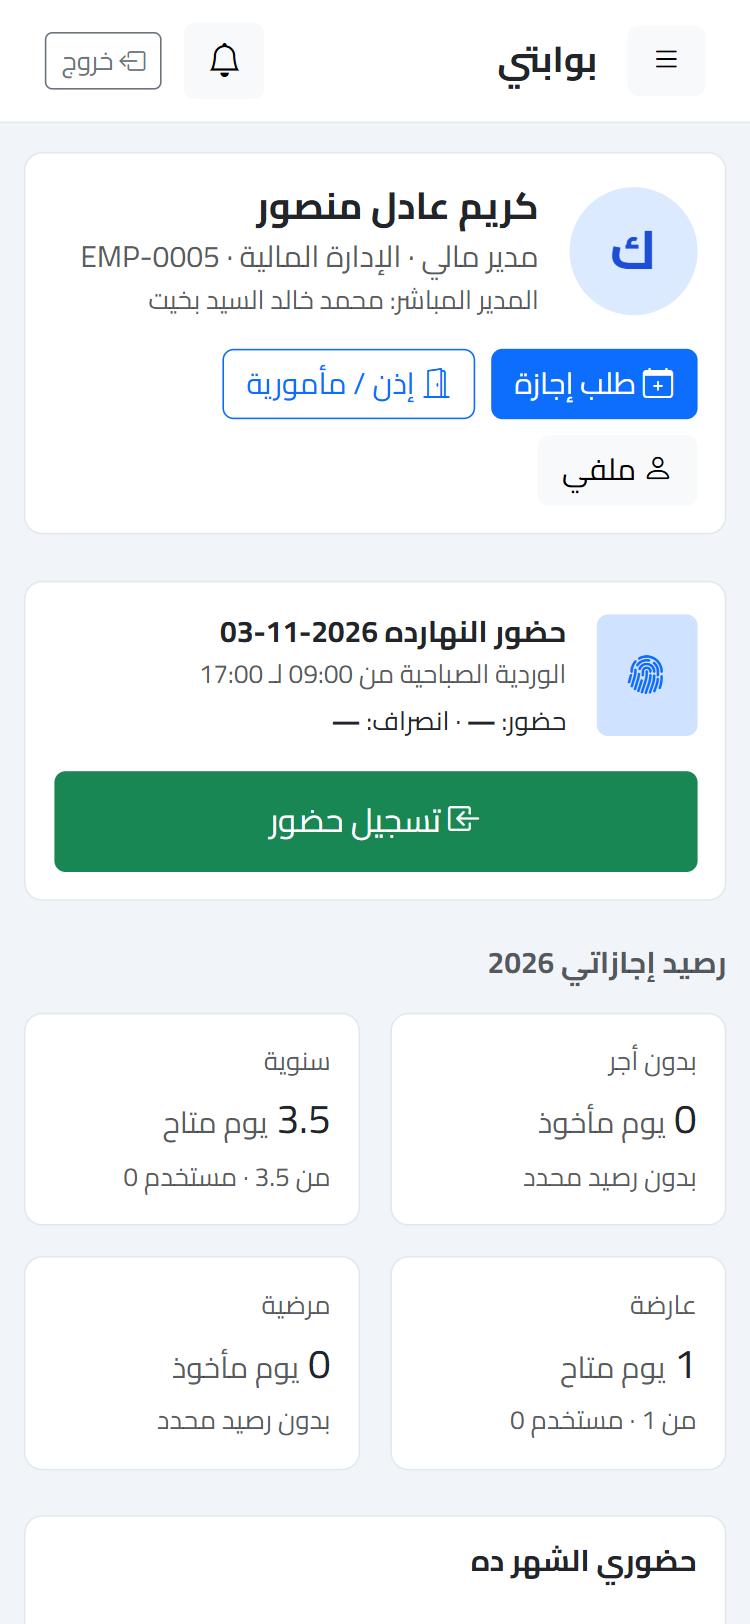 بوابتي
خروج
ك
كريم عادل منصور
مدير مالي · الإدارة المالية · EMP-0005
المدير المباشر: محمد خالد السيد بخيت
طلب إجازة
إذن / مأمورية
ملفي
حضور النهارده 2026-11-03
الوردية الصباحية من 09:00 لـ 17:00
حضور: — · انصراف: —
تسجيل حضور
رصيد إجازاتي 2026
بدون أجر
0 يوم مأخوذ
بدون رصيد محدد
سنوية
3.5 يوم متاح
من 3.5 · مستخدم 0
عارضة
1 يوم متاح
من 1 · مستخدم 0
مرضية
0 يوم مأخوذ
بدون رصيد محدد
حضوري الشهر ده